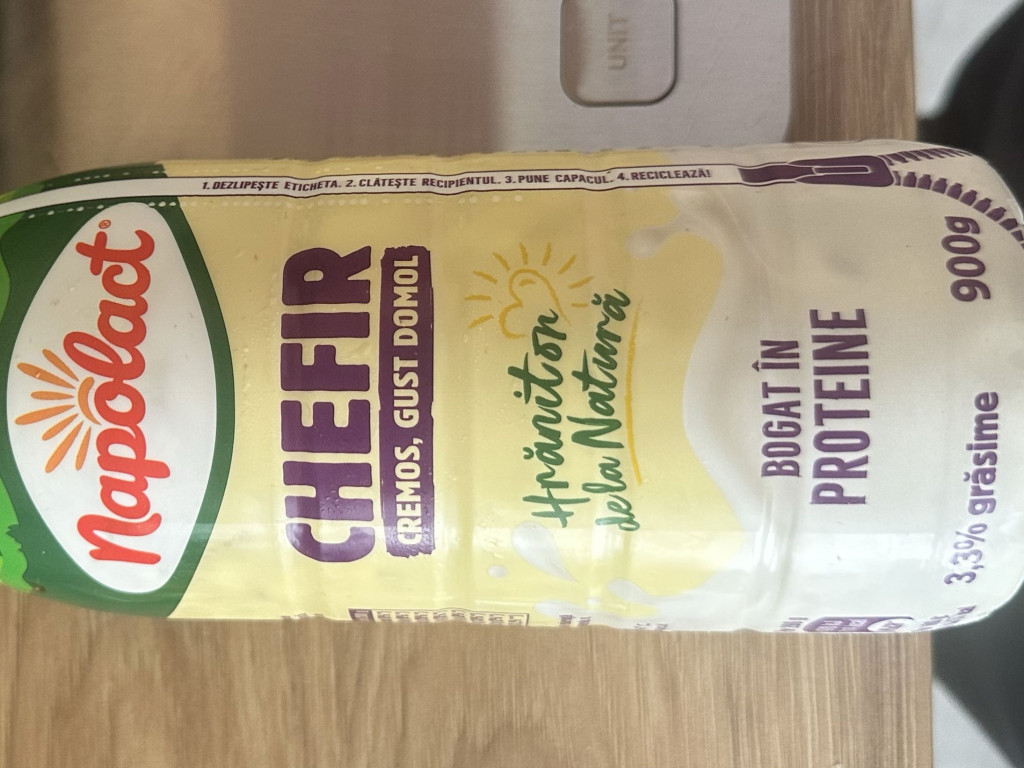 Napolact®
CHEFIR
CREMOS, GUST DOMOL
Hrănitor
de la Natură
BOGAT ÎN
PROTEINE
3,3% grăsime 900g
1. DEZLIPEȘTE ETICHETA. 2. CLĂTEȘTE RECIPIENTUL. 3. PUNE CAPACUL. 4. RECICLEAZĂ!
UNIT